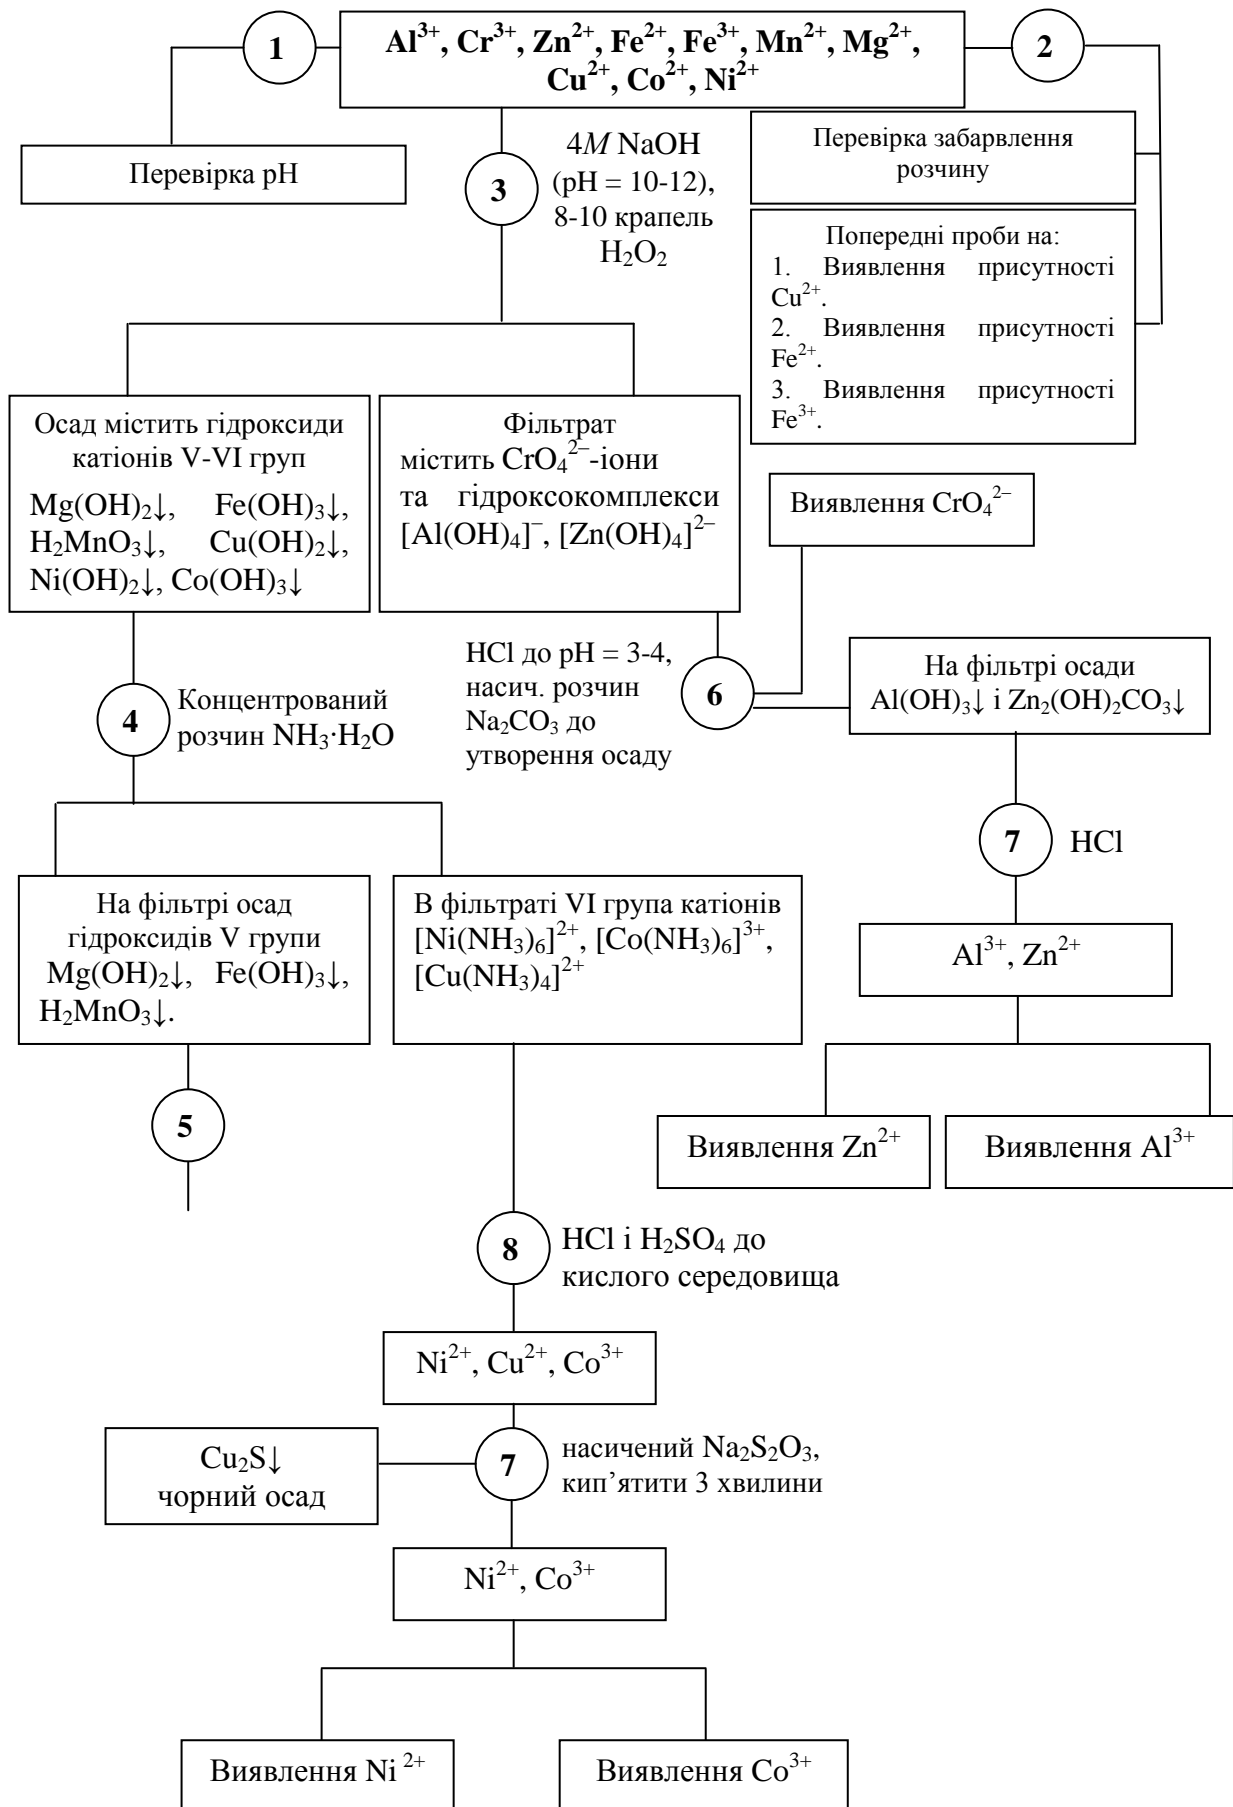 1
Al³⁺, Cr³⁺, Zn²⁺, Fe²⁺, Fe³⁺, Mn²⁺, Mg²⁺,
Cu²⁺, Co²⁺, Ni²⁺
2
Перевірка pH
3
4M NaOH
(pH = 10-12),
8-10 крапель
H₂O₂
Перевірка забарвлення
розчину
Попередні проби на:
1. Виявлення присутності
Cu²⁺.
2. Виявлення присутності
Fe²⁺.
3. Виявлення присутності
Fe³⁺.
Осад містить гідроксиди
катіонів V-VI груп
Mg(OH)₂↓, Fe(OH)₃↓,
H₂MnO₃↓, Cu(OH)₂↓,
Ni(OH)₂↓, Co(OH)₃↓
Фільтрат
містить CrO₄²⁻-іони
та гідроксокомплекси
[Al(OH)₄]⁻, [Zn(OH)₄]²⁻
Виявлення CrO₄²⁻
4
Концентрований
розчин NH₃·H₂O
HCl до pH = 3-4,
насич. розчин
Na₂CO₃ до
утворення осаду
6
На фільтрі осади
Al(OH)₃↓ і Zn₂(OH)₂CO₃↓
7
HCl
На фільтрі осад
гідроксидів V групи
Mg(OH)₂↓, Fe(OH)₃↓,
H₂MnO₃↓.
В фільтраті VI група катіонів
[Ni(NH₃)₆]²⁺, [Co(NH₃)₆]³⁺,
[Cu(NH₃)₄]²⁺
Al³⁺, Zn²⁺
5
Виявлення Zn²⁺
Виявлення Al³⁺
8
HCl і H₂SO₄ до
кислого середовища
Ni²⁺, Cu²⁺, Co³⁺
Cu₂S↓
чорний осад
7
насичений Na₂S₂O₃,
кип’ятити 3 хвилини
Ni²⁺, Co³⁺
Виявлення Ni ²⁺
Виявлення Co³⁺